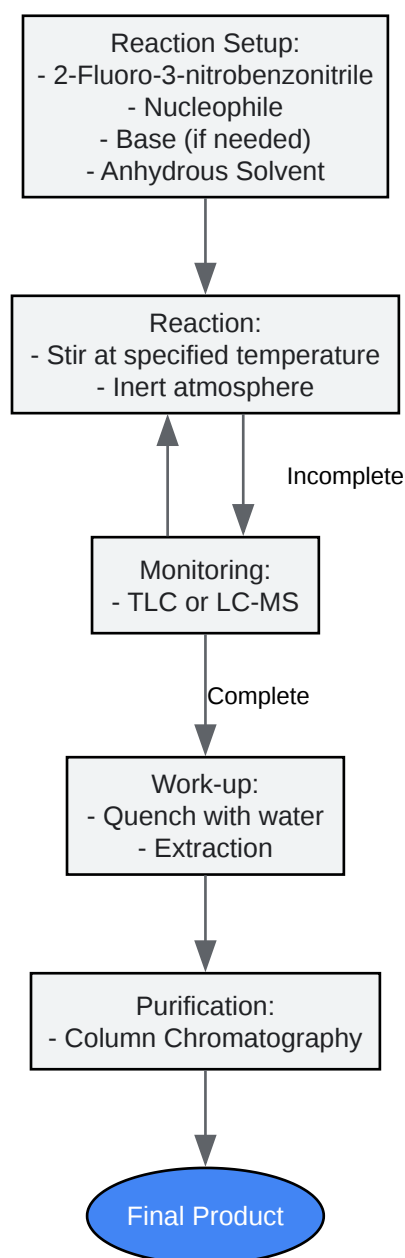 Reaction Setup:
- 2-Fluoro-3-nitrobenzonitrile
- Nucleophile
- Base (if needed)
- Anhydrous Solvent
Reaction:
- Stir at specified temperature
- Inert atmosphere
Incomplete
Monitoring:
- TLC or LC-MS
Complete
Work-up:
- Quench with water
- Extraction
Purification:
- Column Chromatography
Final Product